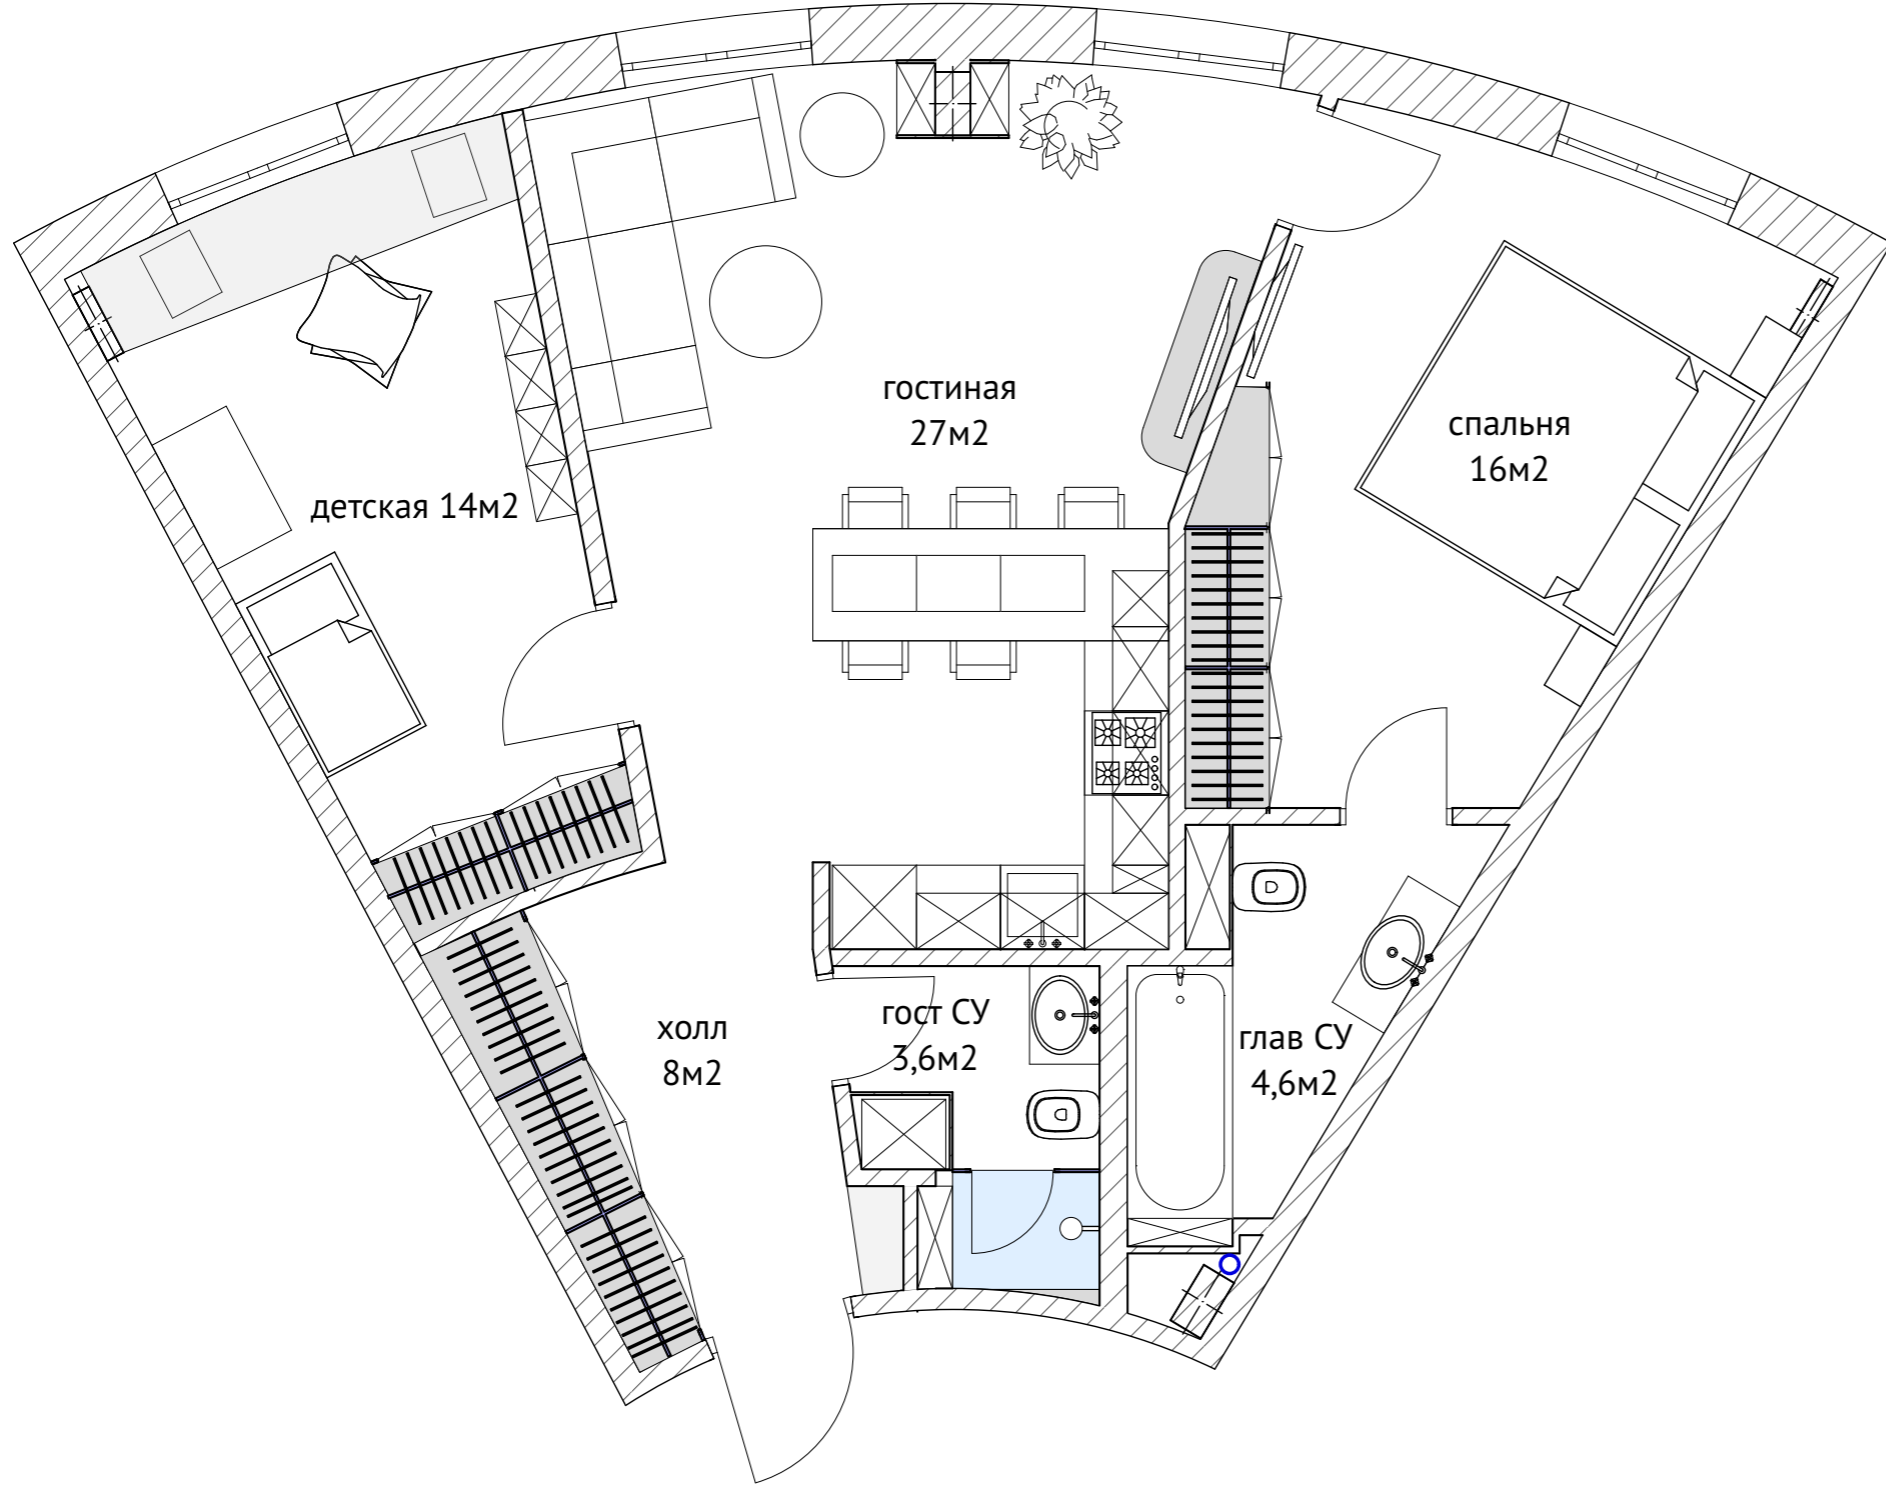 гостиная
27м2
спальня
16м2
детская 14м2
холл
8м2
гост СУ
3,6м2
глав СУ
4,6м2